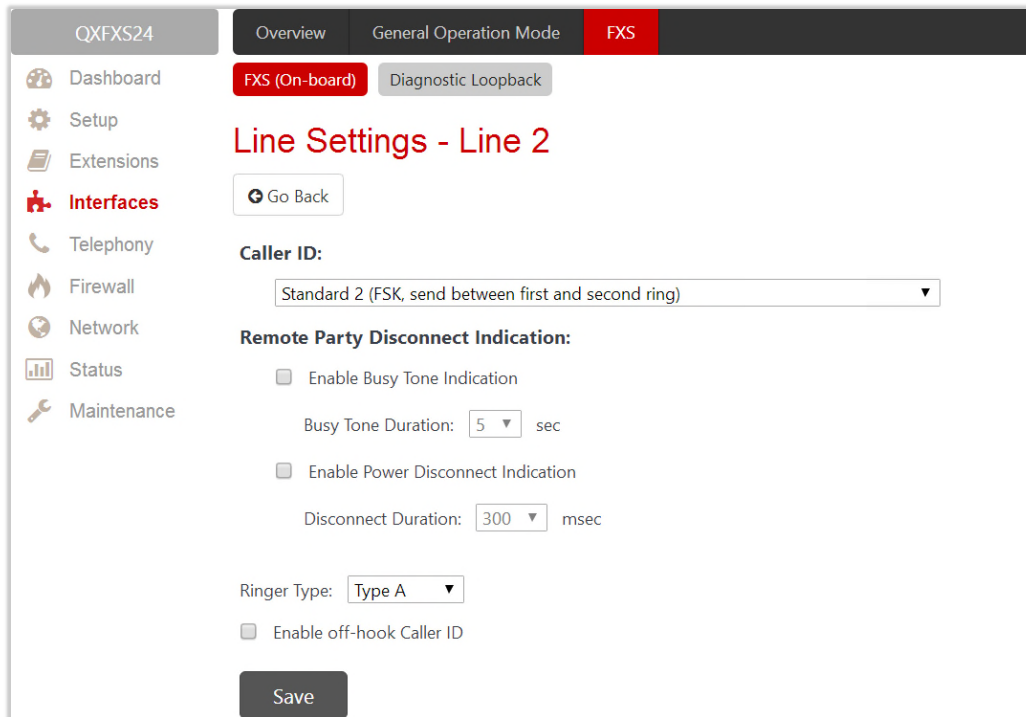 QXFXS24
Overview
General Operation Mode
FXS
Dashboard
Setup
Extensions
Interfaces
Telephony
Firewall
Network
Status
Maintenance
FXS (On-board)
Diagnostic Loopback
Line Settings - Line 2
Go Back
Caller ID:
Standard 2 (FSK, send between first and second ring)
Remote Party Disconnect Indication:
Enable Busy Tone Indication
Busy Tone Duration: 5 sec
Enable Power Disconnect Indication
Disconnect Duration: 300 msec
Ringer Type: Type A
Enable off-hook Caller ID
Save